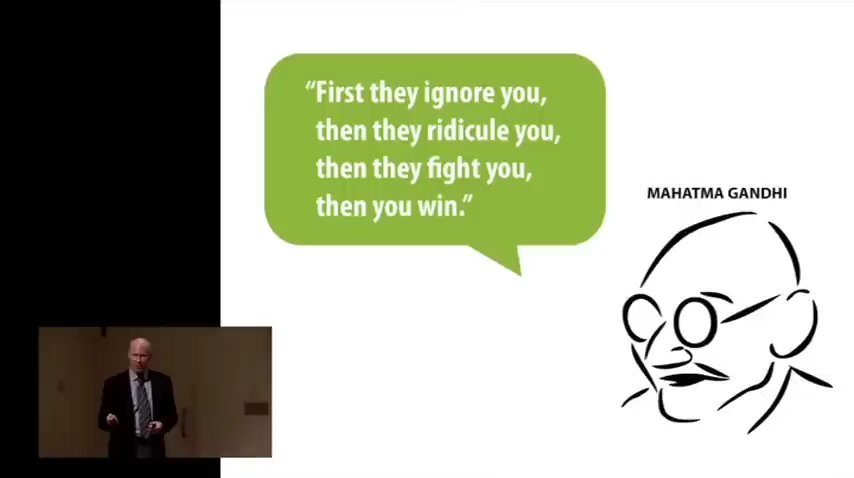 “First they ignore you,
then they ridicule you,
then they fight you,
then you win.”
MAHATMA GANDHI